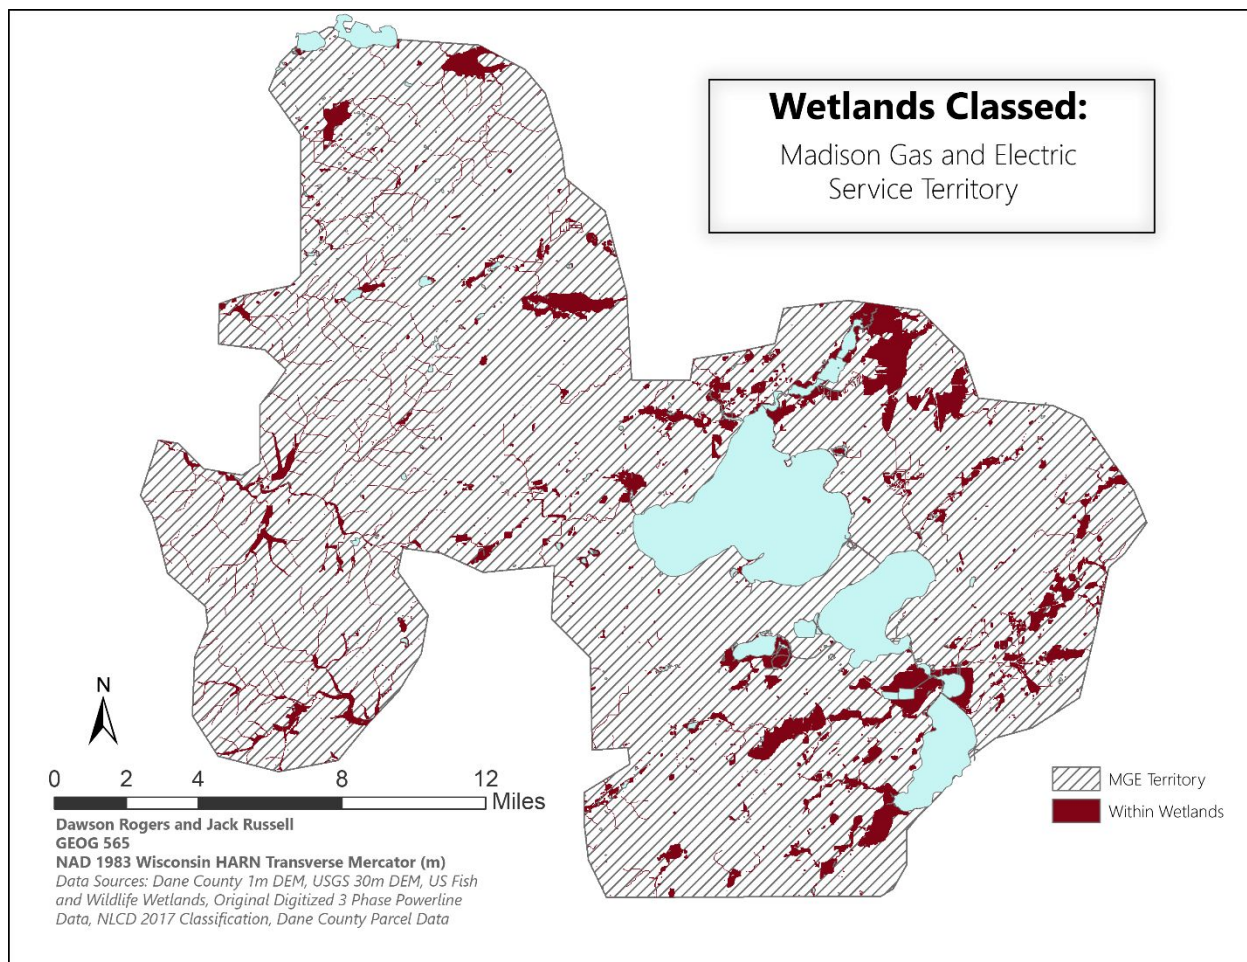 Wetlands Classed:
Madison Gas and Electric
Service Territory
N
0 2 4 8 12
Miles
Dawson Rogers and Jack Russell
GEOG 565
NAD 1983 Wisconsin HARN Transverse Mercator (m)
Data Sources: Dane County 1m DEM, USGS 30m DEM, US Fish
and Wildlife Wetlands, Original Digitized 3 Phase Powerline
Data, NLCD 2017 Classification, Dane County Parcel Data
MGE Territory
Within Wetlands